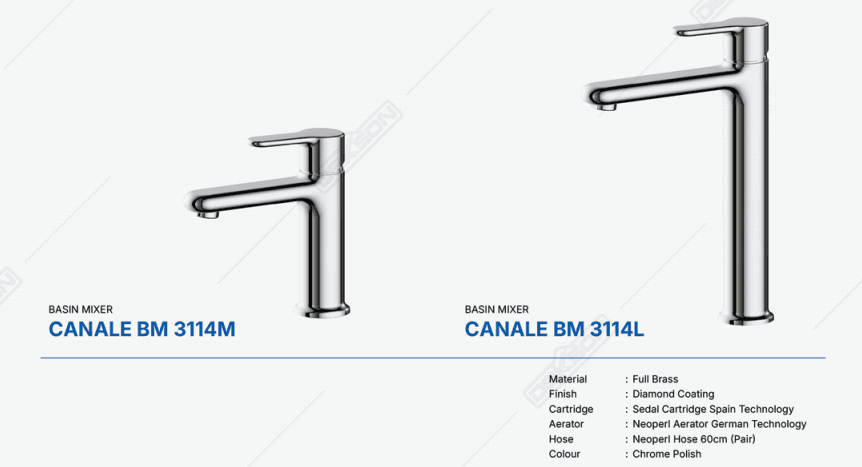 BASIN MIXER
CANALE BM 3114M
BASIN MIXER
CANALE BM 3114L
Material : Full Brass
Finish : Diamond Coating
Cartridge : Sedal Cartridge Spain Technology
Aerator : Neoperl Aerator German Technology
Hose : Neoperl Hose 60cm (Pair)
Colour : Chrome Polish